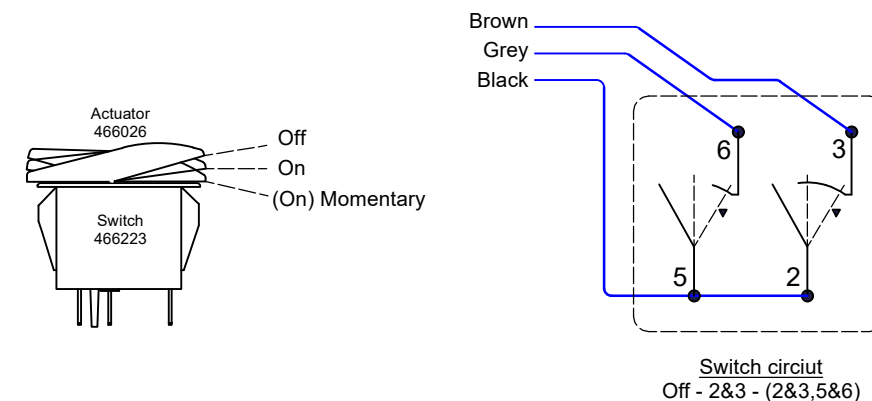 Actuator
466026
Off
On
(On) Momentary
Switch
466223
Brown
Grey
Black
6
3
5
2
Switch circiut
Off - 2&3 - (2&3,5&6)